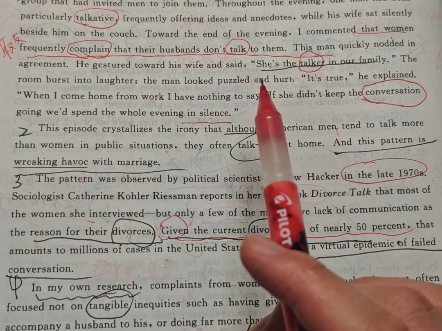 group that had invited men to join them. Throughout the evening, one man
particularly talkative, frequently offering ideas and anecdotes, while his wife sat silently
beside him on the couch. Toward the end of the evening, I commented that women
frequently complain that their husbands don't talk to them. This man quickly nodded in
agreement. He gestured toward his wife and said, "She's the talker in our family." The
room burst into laughter; the man looked puzzled and hurt. "It's true," he explained.
"When I come from work I have nothing to say. If she didn't keep the conversation
going we'd spend the whole evening in silence."
2 This episode crystallizes the irony that althou erican men tend to talk more
than women in public situations, they often talk t home. And this pattern is
wreaking havoc with marriage.
3 The pattern was observed by political scientist w Hacker in the late 1970s.
Sociologist Catherine Kohler Riessman reports in her ok Divorce Talk that most of
the women she interviewed—but only a few of the m ve lack of communication as
the reason for their divorces. Given the current divo of nearly 50 percent, that
amounts to millions of cases in the United State a virtual epidemic of failed
conversation.
4 In my own research, complaints from wom often
focused not on tangible inequities such as having giv
accompany a husband to his, or doing far more tha
PILOT